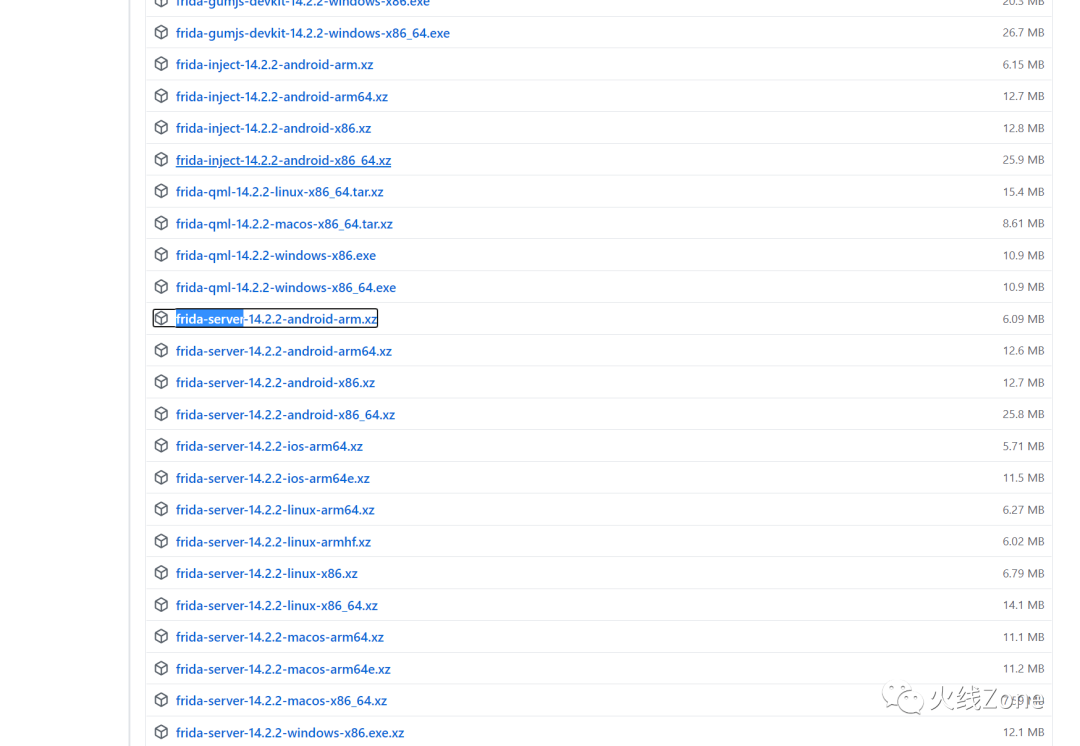 frida-gumjs-devkit-14.2.2-windows-x86.exe 20.3 MB
frida-gumjs-devkit-14.2.2-windows-x86_64.exe 26.7 MB
frida-inject-14.2.2-android-arm.xz 6.15 MB
frida-inject-14.2.2-android-arm64.xz 12.7 MB
frida-inject-14.2.2-android-x86.xz 12.8 MB
frida-inject-14.2.2-android-x86_64.xz 25.9 MB
frida-qml-14.2.2-linux-x86_64.tar.xz 15.4 MB
frida-qml-14.2.2-macos-x86_64.tar.xz 8.61 MB
frida-qml-14.2.2-windows-x86.exe 10.9 MB
frida-qml-14.2.2-windows-x86_64.exe 10.9 MB
frida-server-14.2.2-android-arm.xz 6.09 MB
frida-server-14.2.2-android-arm64.xz 12.6 MB
frida-server-14.2.2-android-x86.xz 12.7 MB
frida-server-14.2.2-android-x86_64.xz 25.8 MB
frida-server-14.2.2-ios-arm64.xz 5.71 MB
frida-server-14.2.2-ios-arm64e.xz 11.5 MB
frida-server-14.2.2-linux-arm64.xz 6.27 MB
frida-server-14.2.2-linux-armhf.xz 6.02 MB
frida-server-14.2.2-linux-x86.xz 6.79 MB
frida-server-14.2.2-linux-x86_64.xz 14.1 MB
frida-server-14.2.2-macos-arm64.xz 11.1 MB
frida-server-14.2.2-macos-arm64e.xz 11.2 MB
frida-server-14.2.2-macos-x86_64.xz
火线Zone
frida-server-14.2.2-windows-x86.exe.xz 12.1 MB